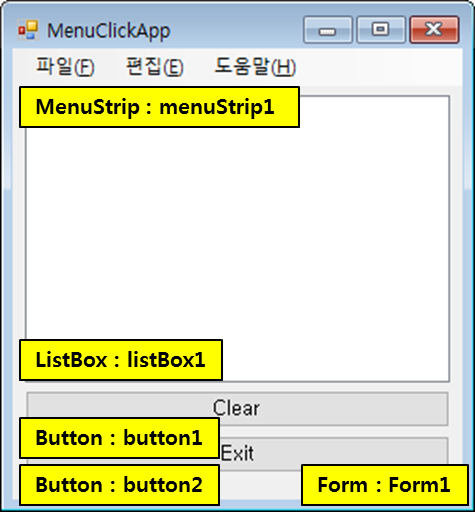 MenuClickApp
파일(F) 편집(E) 도움말(H)
MenuStrip : menuStrip1
ListBox : listBox1
Clear
Button : button1
Exit
Button : button2
Form : Form1